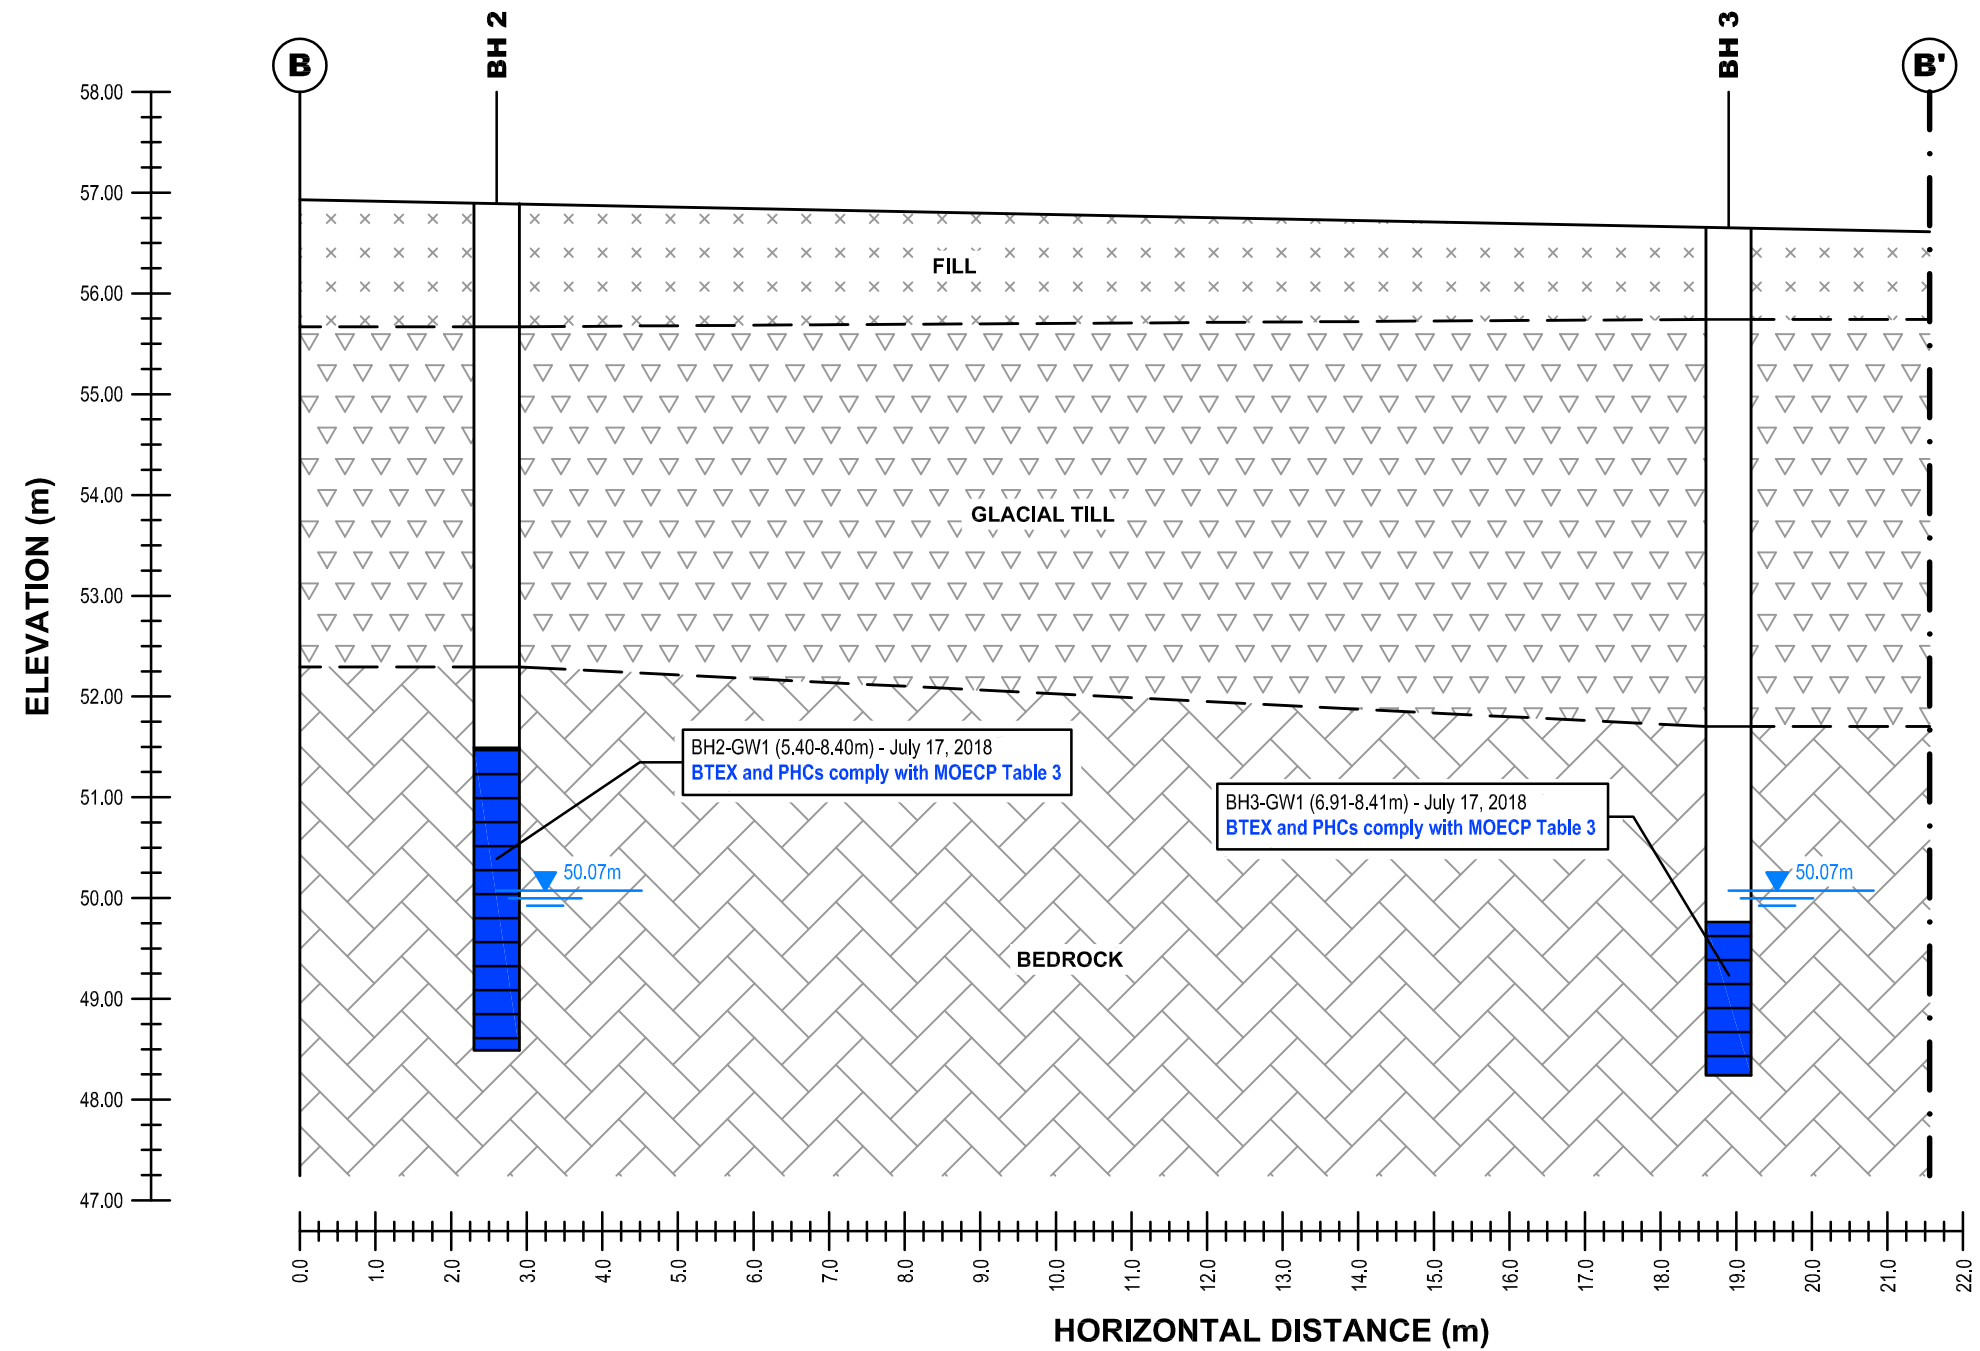 B
BH 2
BH 3
B'
58.00
57.00
56.00
55.00
54.00
53.00
52.00
51.00
50.00
49.00
48.00
47.00
ELEVATION (m)
FILL
GLACIAL TILL
BH2-GW1 (5.40-8.40m) - July 17, 2018
BTEX and PHCs comply with MOECP Table 3
BH3-GW1 (6.91-8.41m) - July 17, 2018
BTEX and PHCs comply with MOECP Table 3
50.07m
50.07m
BEDROCK
0.0
1.0
2.0
3.0
4.0
5.0
6.0
7.0
8.0
9.0
10.0
11.0
12.0
13.0
14.0
15.0
16.0
17.0
18.0
19.0
20.0
21.0
22.0
HORIZONTAL DISTANCE (m)